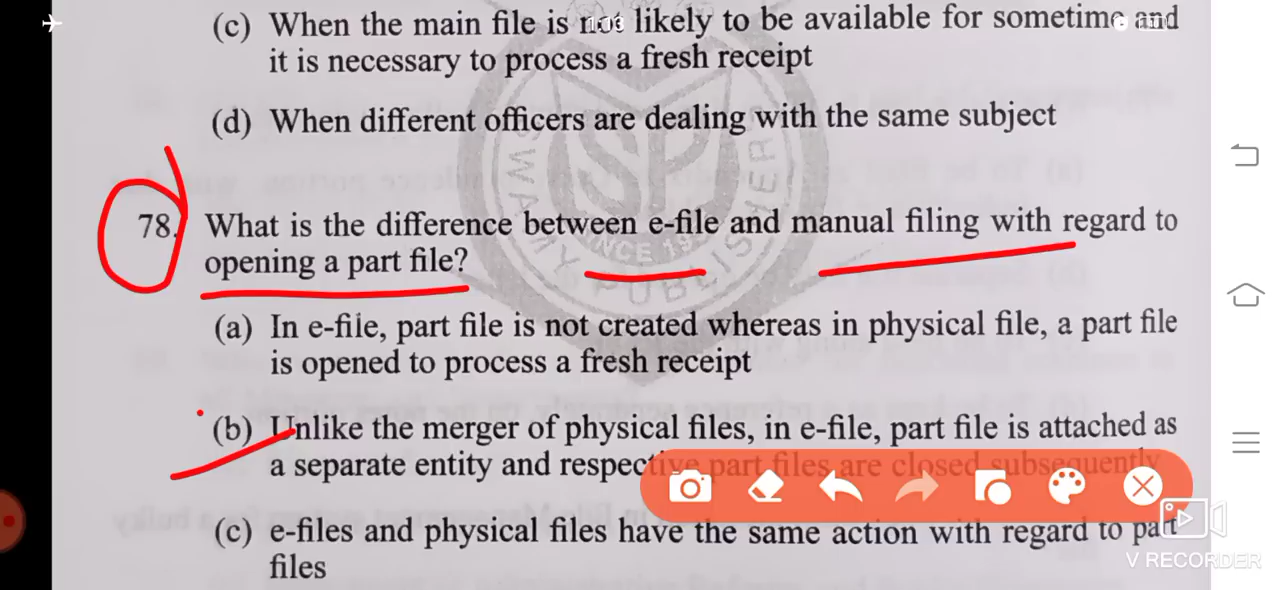 (c) When the main file is not likely to be available for sometime and
it is necessary to process a fresh receipt
(d) When different officers are dealing with the same subject
78. What is the difference between e-file and manual filing with regard to
opening a part file?
(a) In e-file, part file is not created whereas in physical file, a part file
is opened to process a fresh receipt
(b) Unlike the merger of physical files, in e-file, part file is attached as
a separate entity and respective part files are closed subsequently
(c) e-files and physical files have the same action with regard to part
files
SWAMY PUBLISHERS
V RECORDER